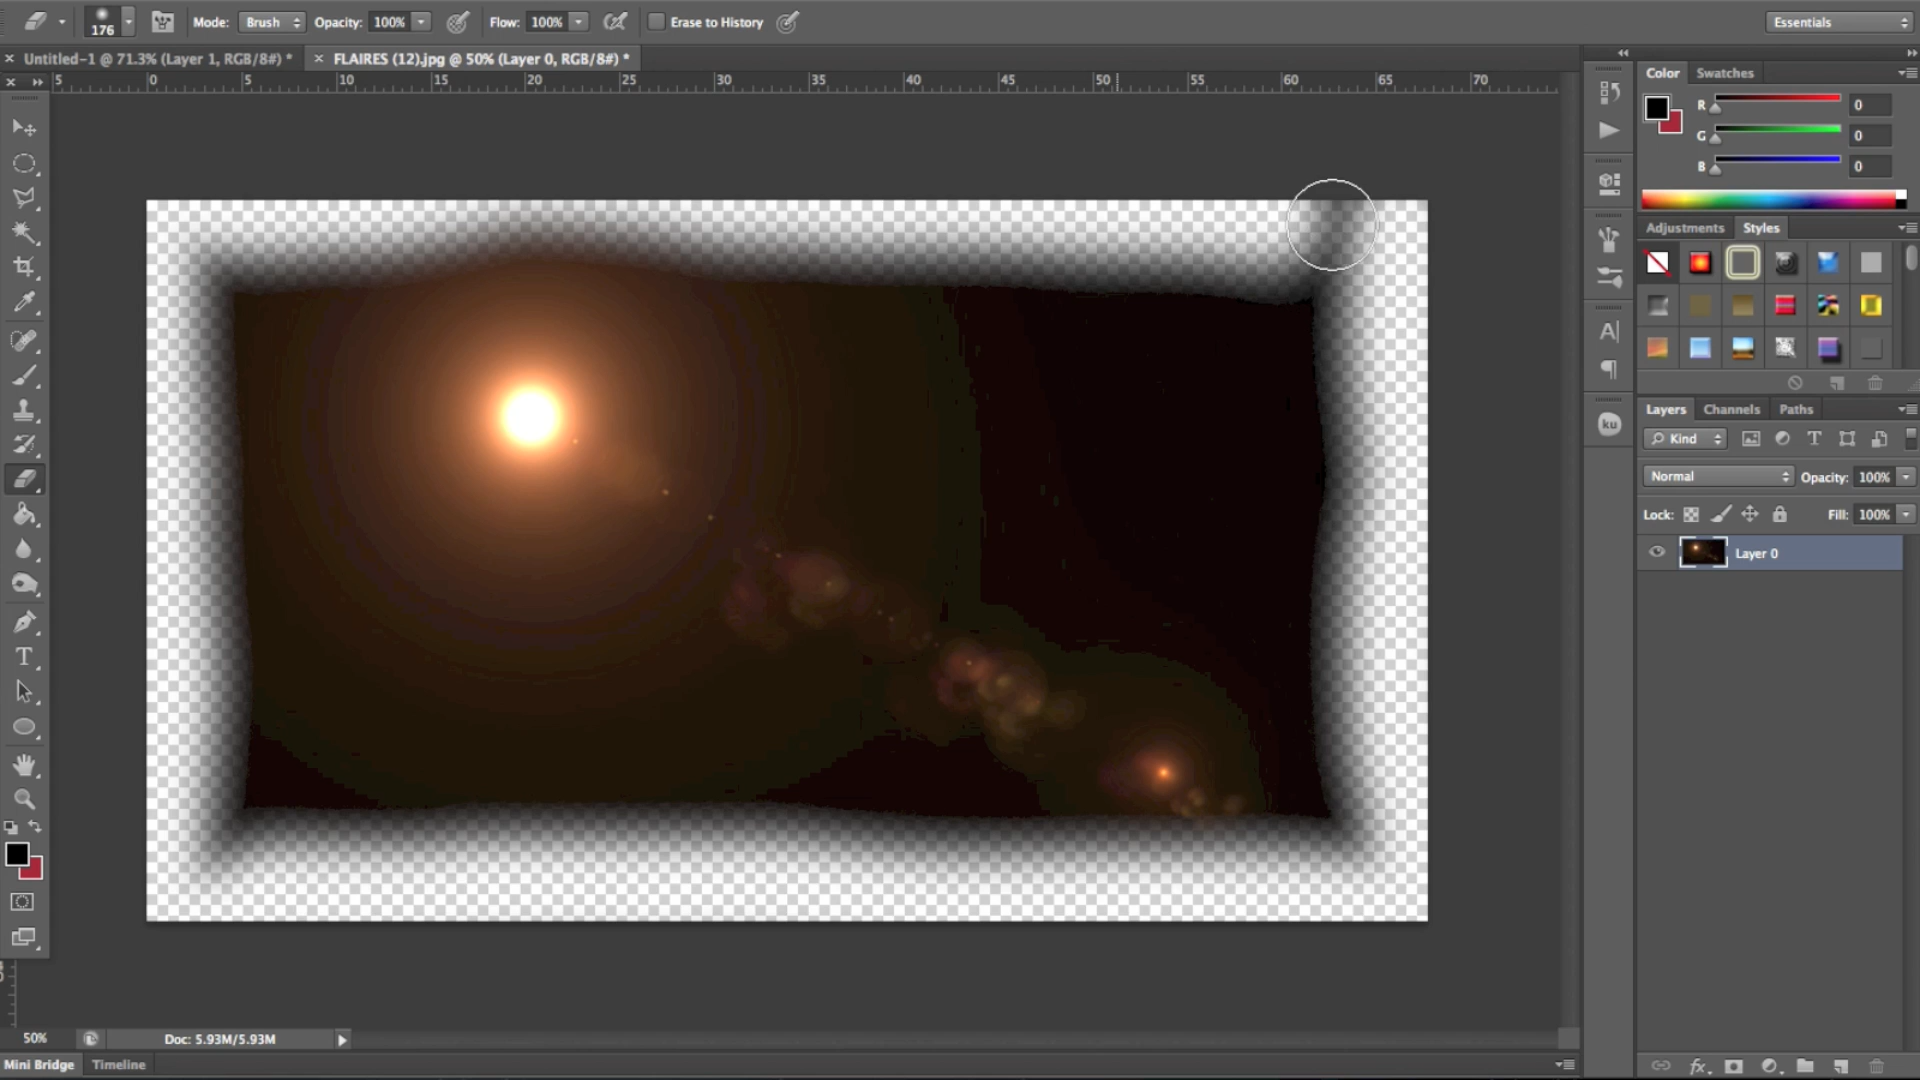 176 Mode: Brush Opacity: 100% Flow: 100% Erase to History Essentials
Untitled-1 @ 71.3% (Layer 1, RGB/8#) * FLAIRES (12).jpg @ 50% (Layer 0, RGB/8#) *
5 0 5 10 15 20 25 30 35 40 45 50 55 60 65 70
Color Swatches
R 0
G 0
B 0
Adjustments Styles
Layers Channels Paths
Kind
Normal Opacity: 100%
Lock: Fill: 100%
Layer 0
A
ku
T
50% Doc: 5.93M/5.93M
Mini Bridge Timeline
fx